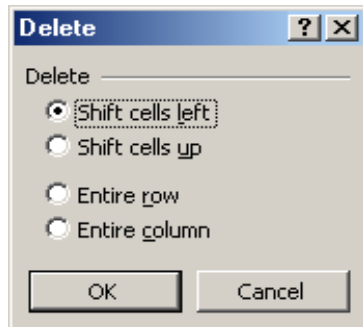 Delete
Delete
Shift cells left
Shift cells up
Entire row
Entire column
OK
Cancel